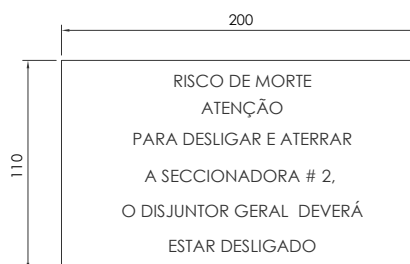 200
110
RISCO DE MORTE
ATENÇÃO
PARA DESLIGAR E ATERRAR
A SECCIONADORA # 2,
O DISJUNTOR GERAL DEVERÁ
ESTAR DESLIGADO